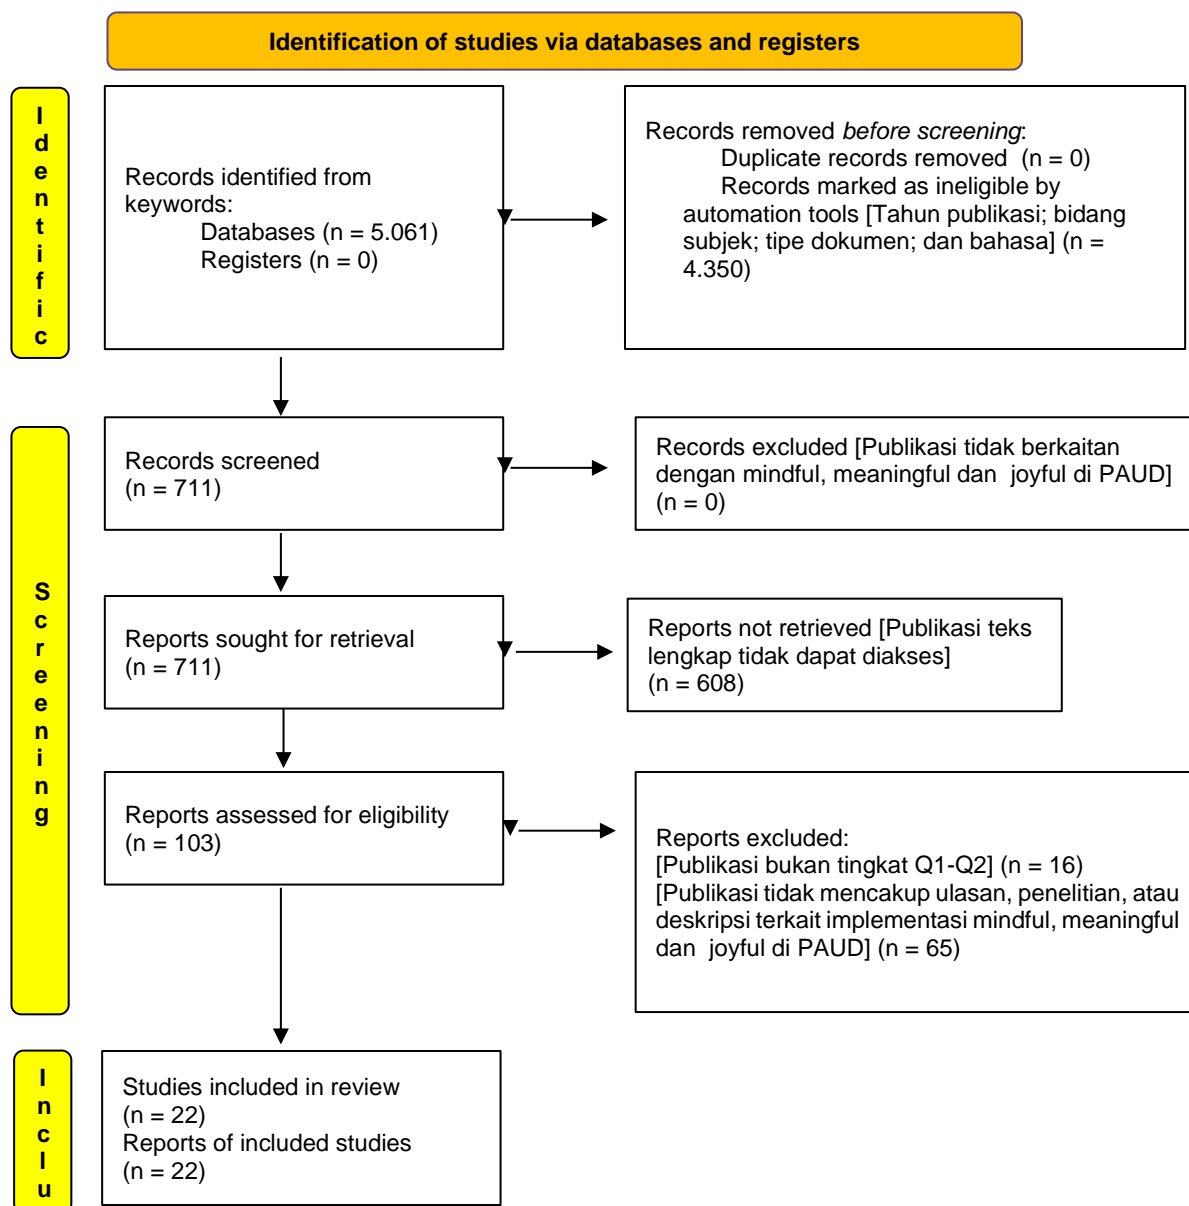 Identification of studies via databases and registers
Identific
Records identified from
keywords:
Databases (n = 5.061)
Registers (n = 0)
Records removed before screening:
Duplicate records removed  (n = 0)
Records marked as ineligible by
automation tools [Tahun publikasi; bidang
subjek; tipe dokumen; dan bahasa] (n =
4.350)
Screening
Records screened
(n = 711)
Records excluded [Publikasi tidak berkaitan
dengan mindful, meaningful dan  joyful di PAUD]
(n = 0)
Reports sought for retrieval
(n = 711)
Reports not retrieved [Publikasi teks
lengkap tidak dapat diakses]
(n = 608)
Reports assessed for eligibility
(n = 103)
Reports excluded:
[Publikasi bukan tingkat Q1-Q2] (n = 16)
[Publikasi tidak mencakup ulasan, penelitian, atau
deskripsi terkait implementasi mindful, meaningful
dan  joyful di PAUD] (n = 65)
Inclu
Studies included in review
(n = 22)
Reports of included studies
(n = 22)